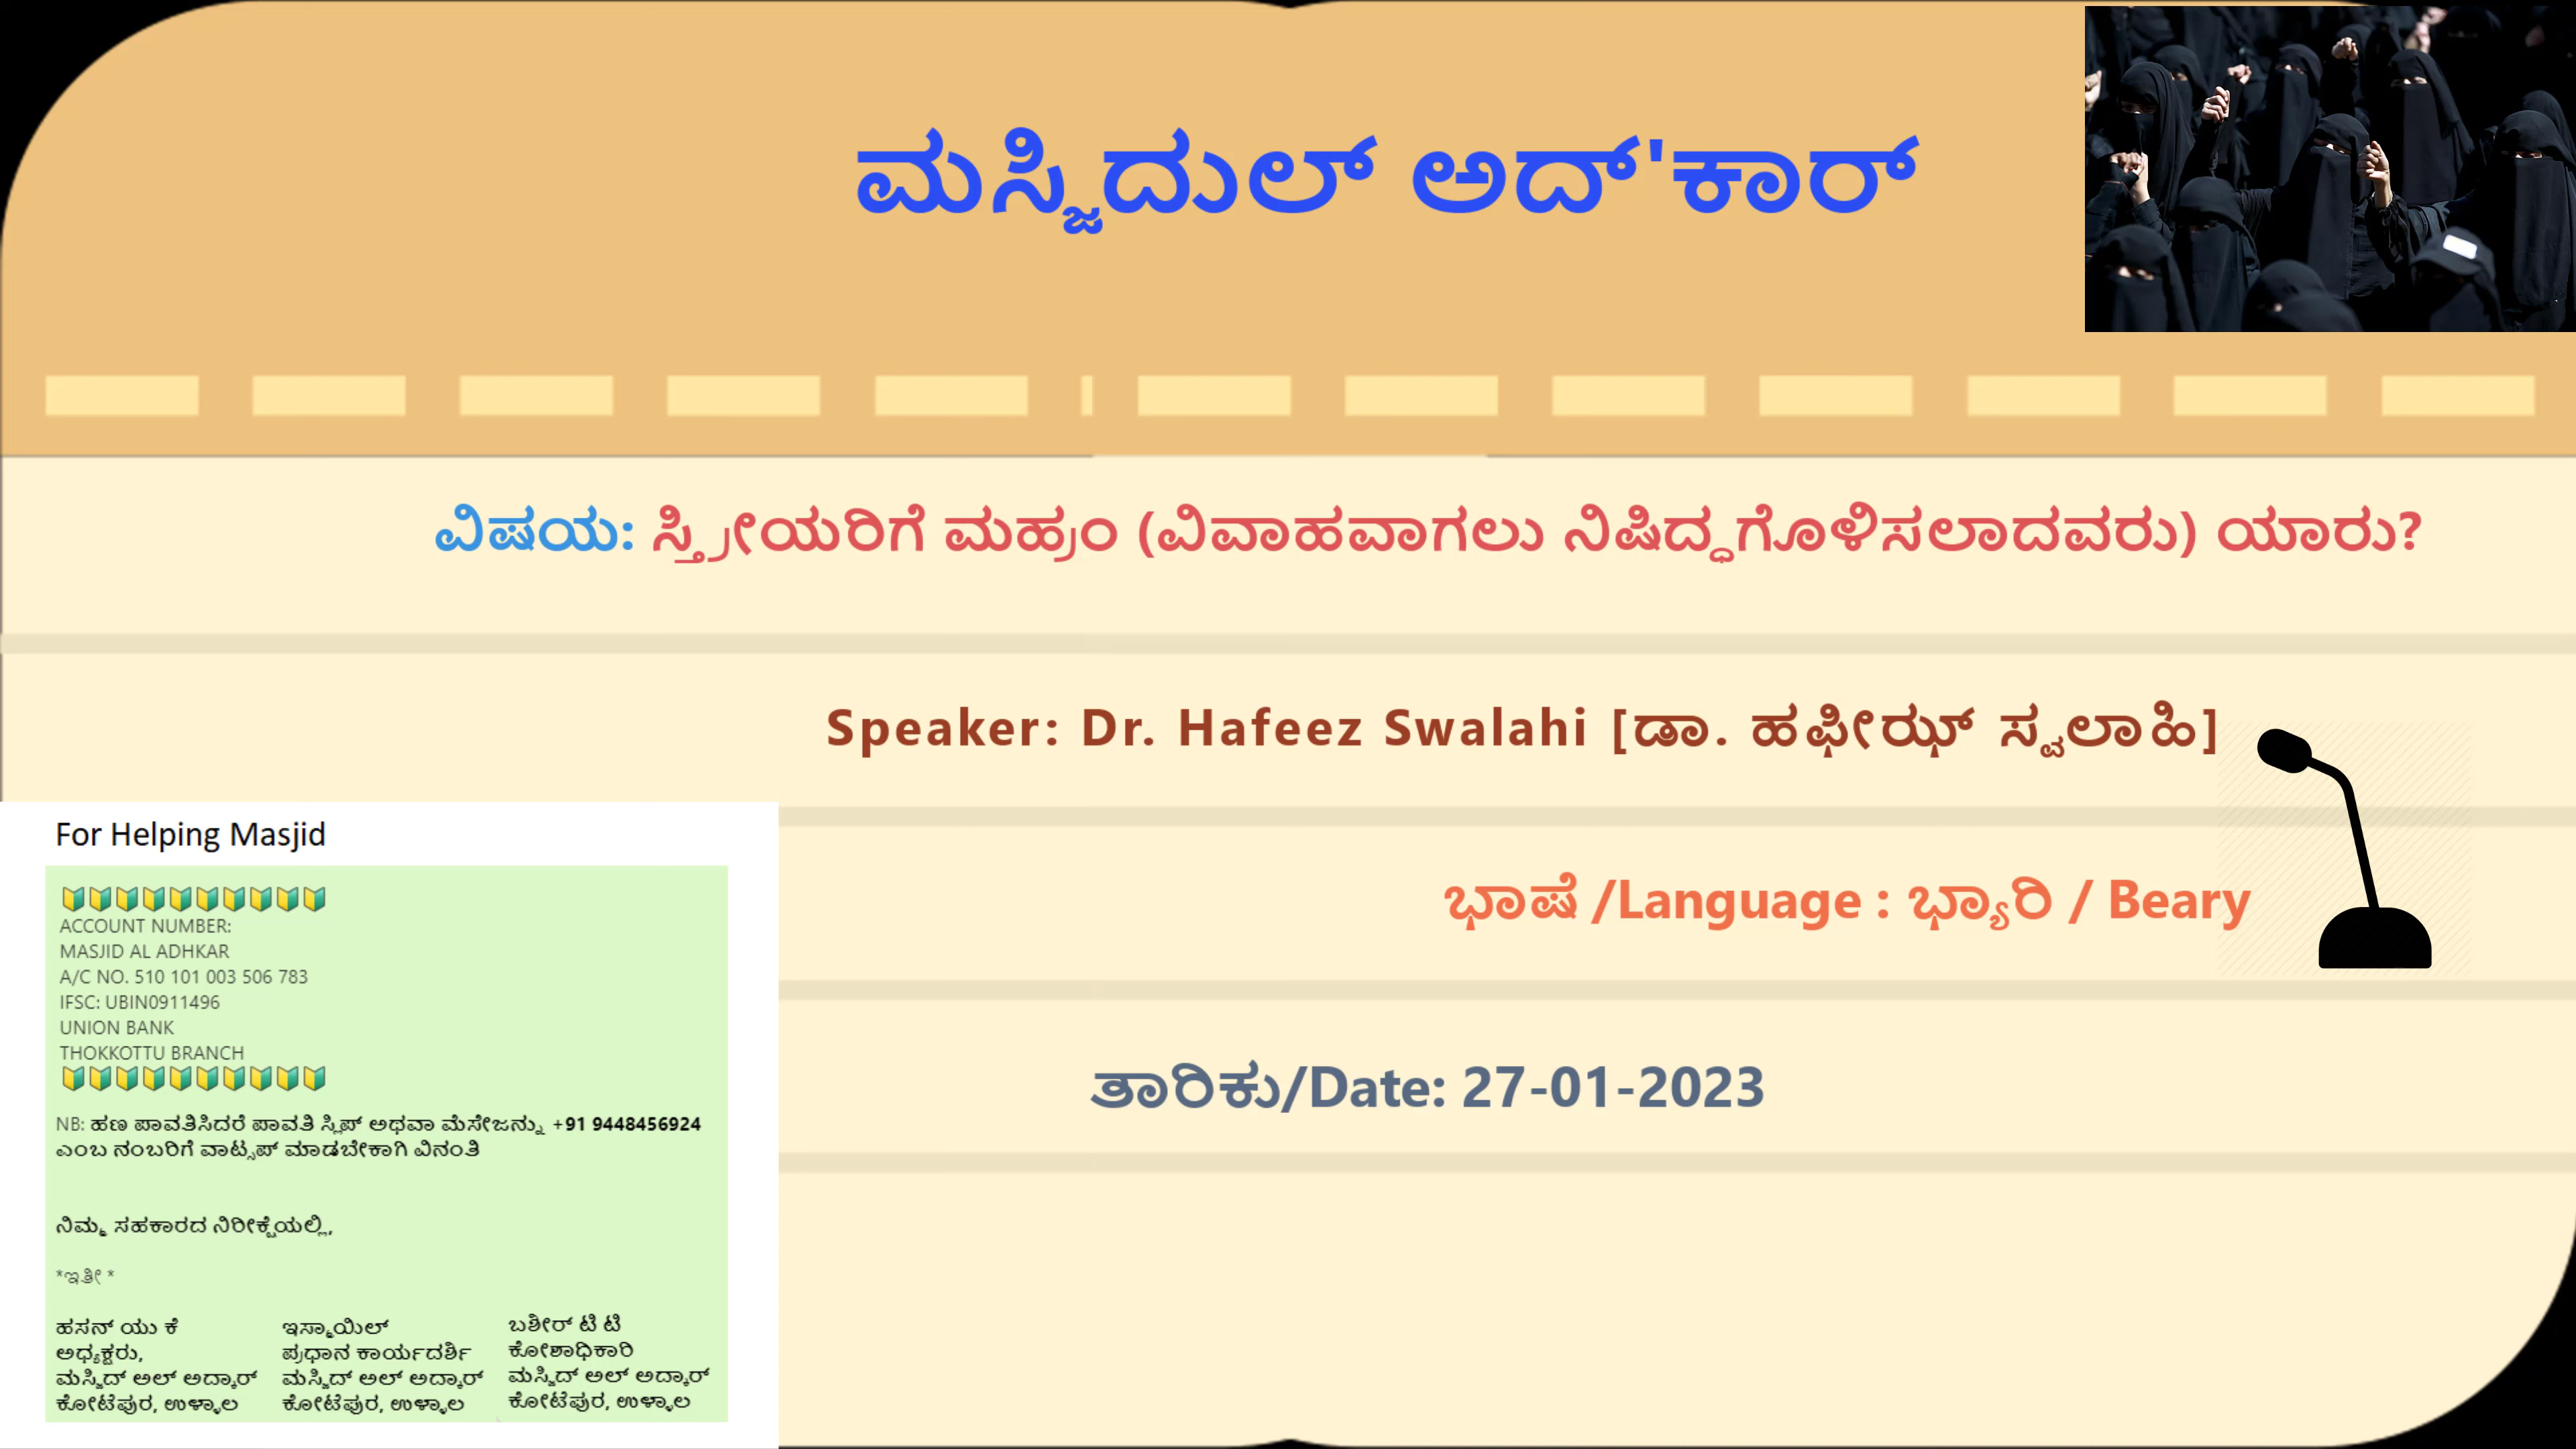 ಮಸ್ಜಿದುಲ್ ಅದ್'ಕಾರ್
ವಿಷಯ: ಸ್ತ್ರೀಯರಿಗೆ ಮಹ್ರಂ (ವಿವಾಹವಾಗಲು ನಿಷಿದ್ಧಗೊಳಿಸಲಾದವರು) ಯಾರು?
Speaker: Dr. Hafeez Swalahi [ಡಾ. ಹಫೀಝ್ ಸ್ವಲಾಹಿ]
ಭಾಷೆ /Language : ಭ್ಯಾರಿ / Beary
ತಾರಿಕು/Date: 27-01-2023
For Helping Masjid
ACCOUNT NUMBER:
MASJID AL ADHKAR
A/C NO. 510 101 003 506 783
IFSC: UBIN0911496
UNION BANK
THOKKOTTU BRANCH
NB: ಹಣ ಪಾವತಿಸಿದರೆ ಪಾವತಿ ಸ್ಲಿಪ್ ಅಥವಾ ಮೆಸೇಜನ್ನು +91 9448456924
ಎಂಬ ನಂಬರಿಗೆ ವಾಟ್ಸಪ್ ಮಾಡಬೇಕಾಗಿ ವಿನಂತಿ
ನಿಮ್ಮ ಸಹಕಾರದ ನಿರೀಕ್ಷೆಯಲ್ಲಿ,
*ಇತೀ *
ಹಸನ್ ಯು ಕೆ
ಅಧ್ಯಕ್ಷರು,
ಮಸ್ಜಿದ್ ಅಲ್ ಅದ್ಕಾರ್
ಕೋಟೆಪುರ, ಉಳ್ಳಾಲ
ಇಸ್ಮಾಯಿಲ್
ಪ್ರಧಾನ ಕಾರ್ಯದರ್ಶಿ
ಮಸ್ಜಿದ್ ಅಲ್ ಅದ್ಕಾರ್
ಕೋಟೆಪುರ, ಉಳ್ಳಾಲ
ಬಶೀರ್ ಟಿ ಟಿ
ಕೋಶಾಧಿಕಾರಿ
ಮಸ್ಜಿದ್ ಅಲ್ ಅದ್ಕಾರ್
ಕೋಟೆಪುರ, ಉಳ್ಳಾಲ